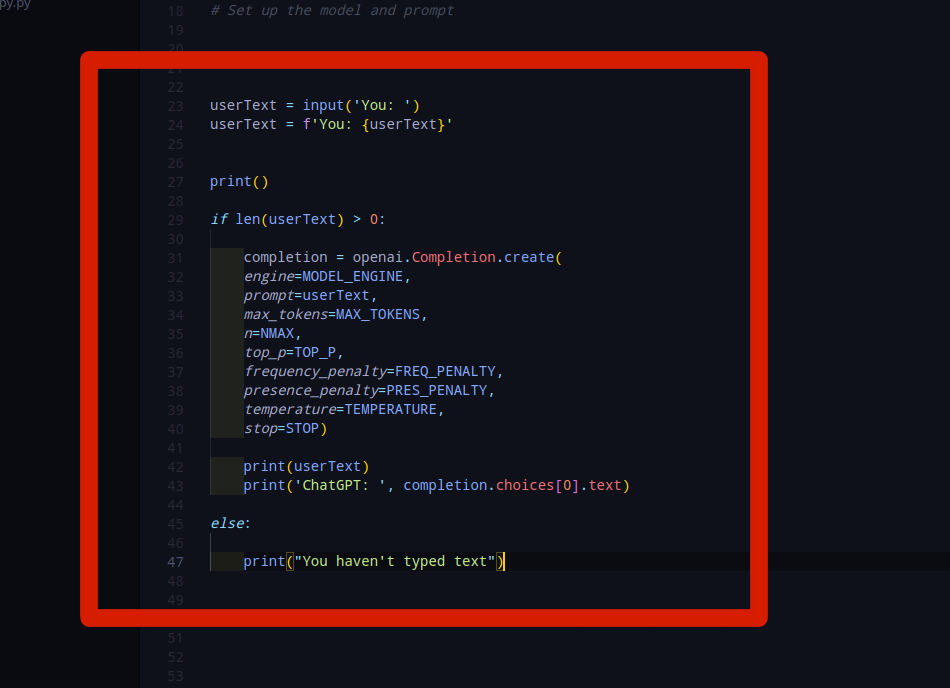 py.py
18 # Set up the model and prompt
19
20
21
22
23 userText = input('You: ')
24 userText = f'You: {userText}'
25
26
27 print()
28
29 if len(userText) > 0:
30
31 completion = openai.Completion.create(
32 engine=MODEL_ENGINE,
33 prompt=userText,
34 max_tokens=MAX_TOKENS,
35 n=NMAX,
36 top_p=TOP_P,
37 frequency_penalty=FREQ_PENALTY,
38 presence_penalty=PRES_PENALTY,
39 temperature=TEMPERATURE,
40 stop=STOP)
41
42 print(userText)
43 print('ChatGPT: ', completion.choices[0].text)
44
45 else:
46
47 print("You haven't typed text")
48
49
51
52
53